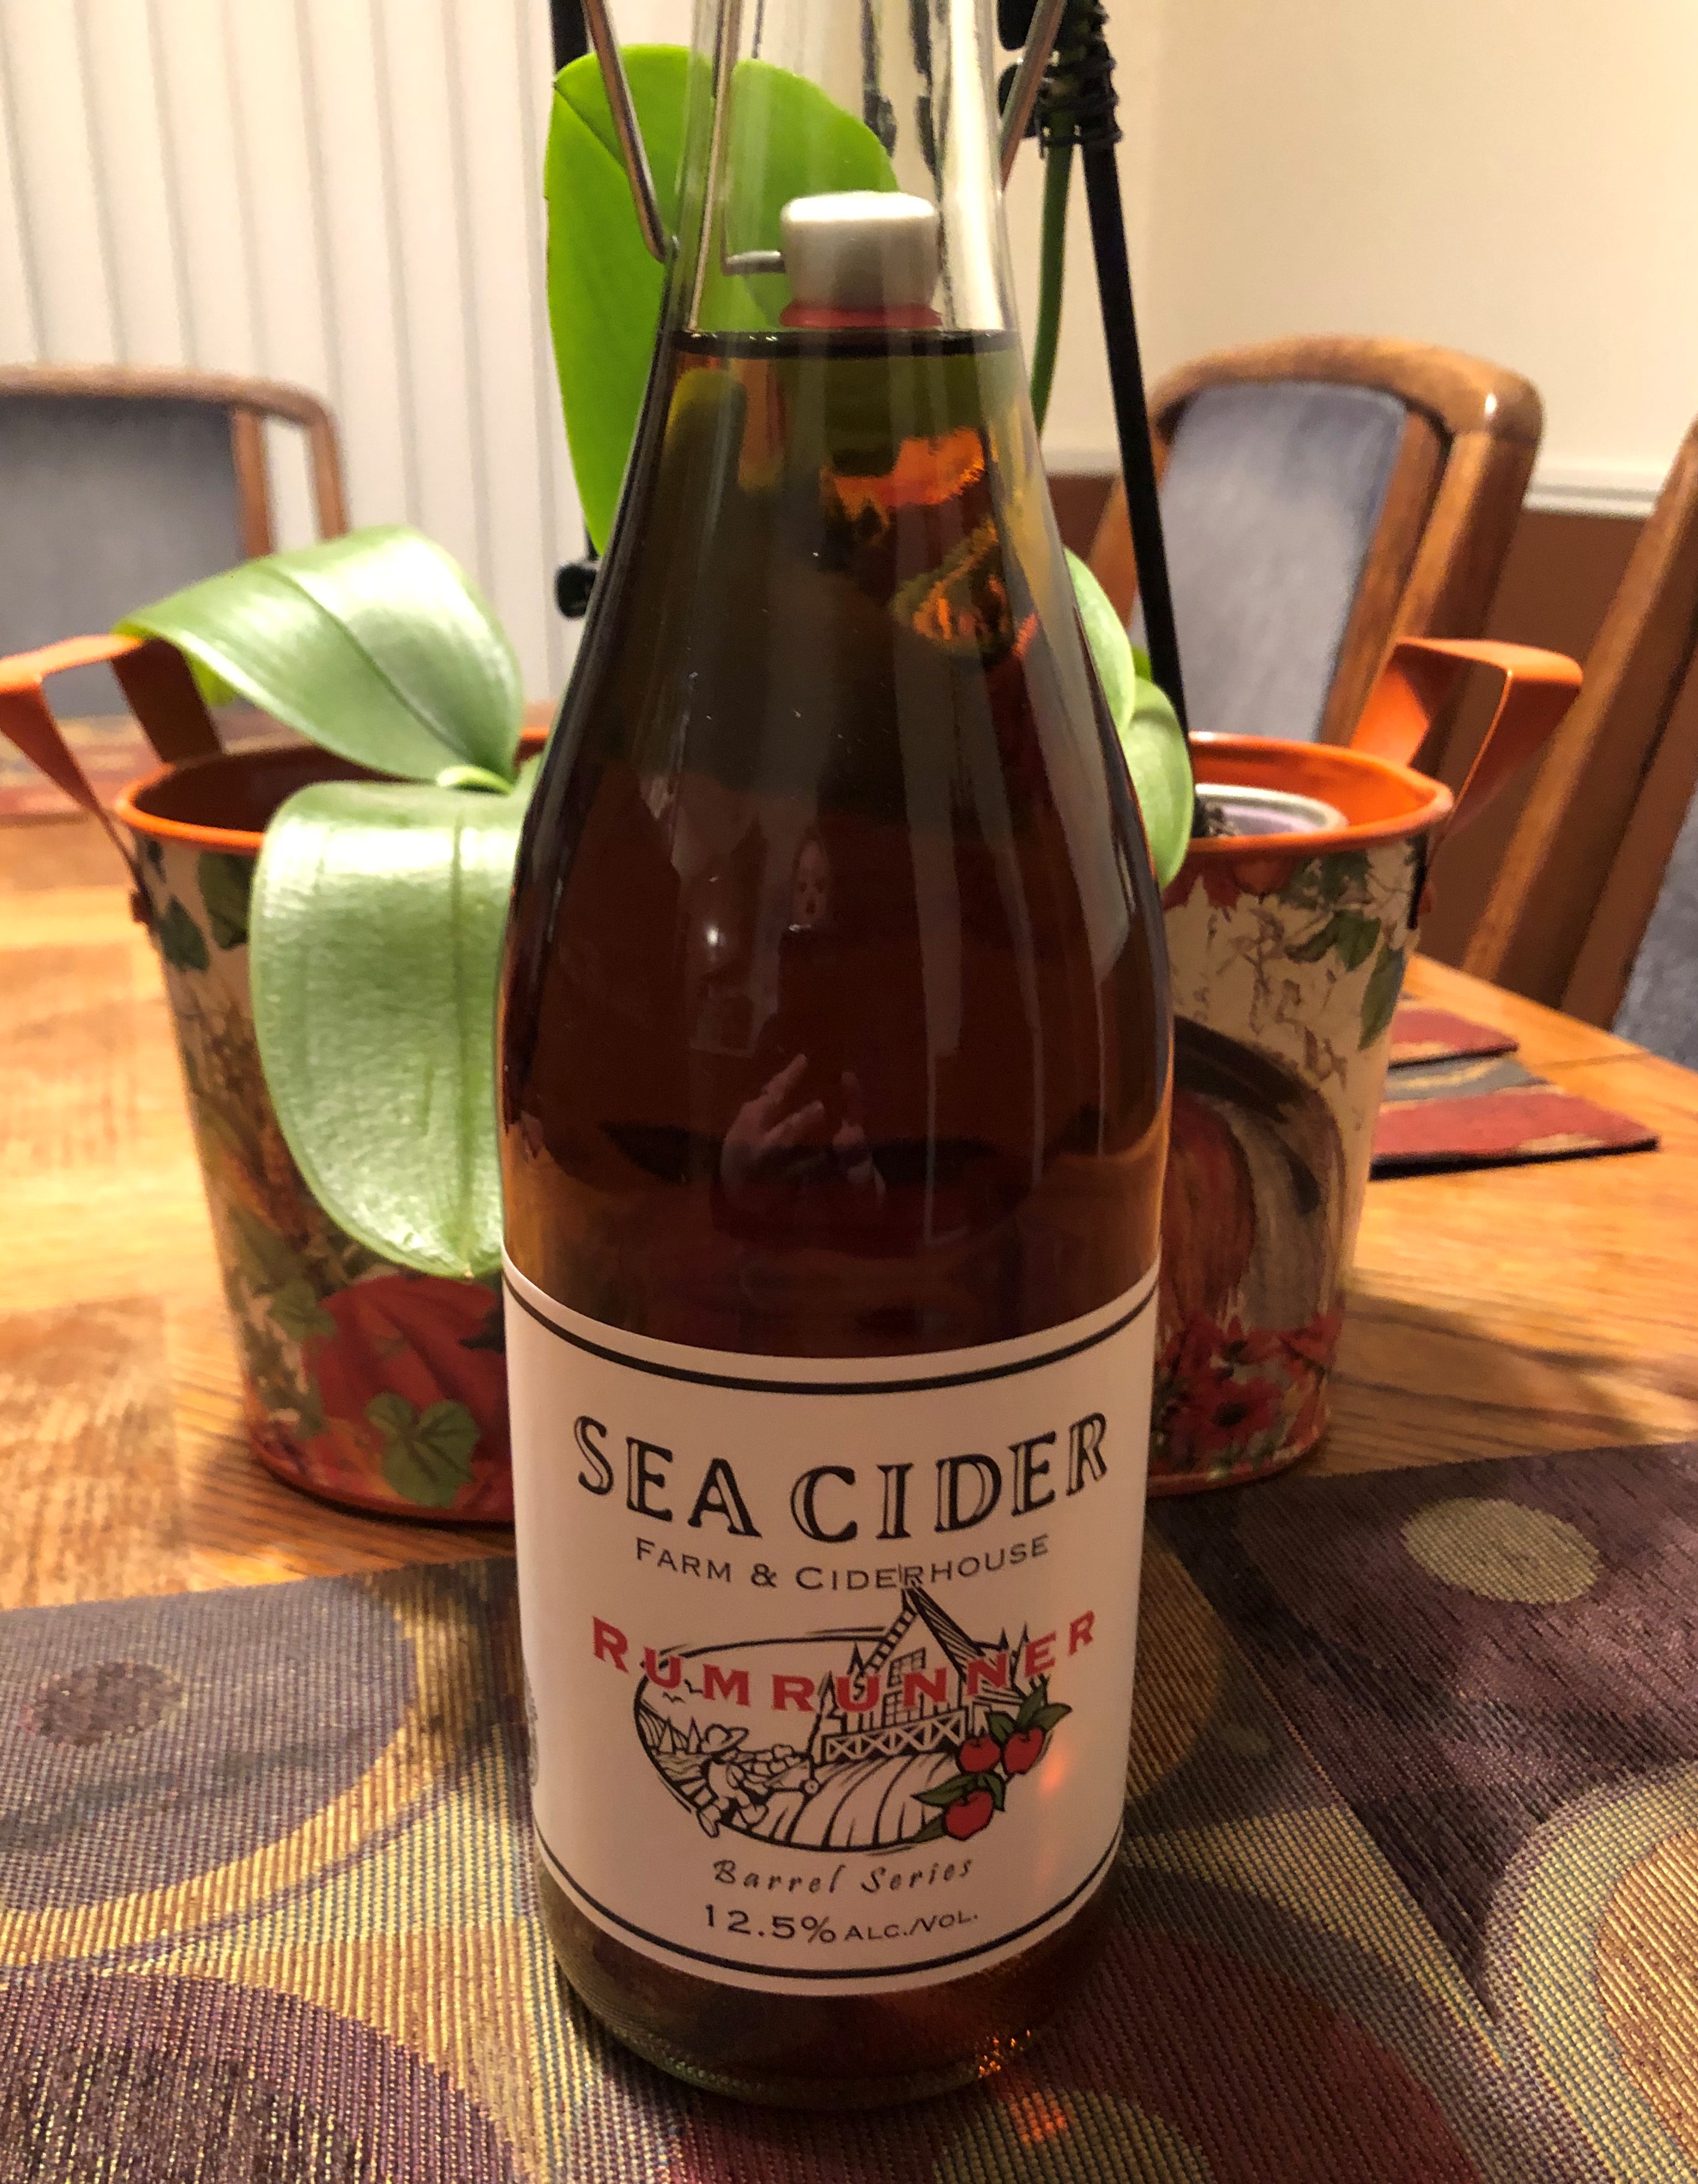 SEA CIDER
FARM & CIDERHOUSE
RUMRUNNER
Barrel Series
12.5% ALC./VOL.